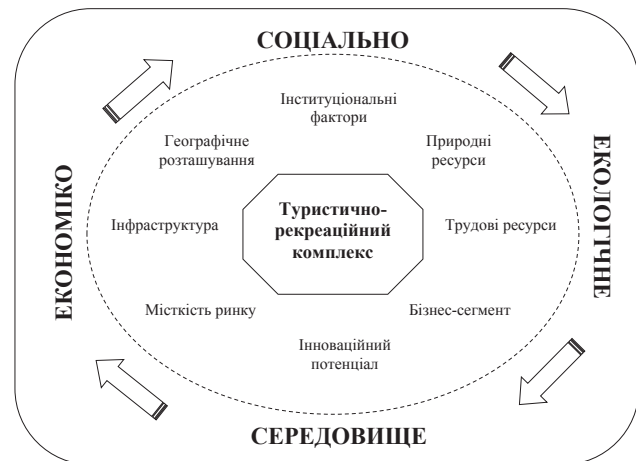 СОЦІАЛЬНО
Інституціональні
фактори
Географічне
розташування
Природні
ресурси
ЕКОНОМІКО
Інфраструктура
Туристично-
рекреаційний
комплекс
Трудові ресурси
ЕКОЛОГІЧНЕ
Місткість ринку
Бізнес-сегмент
Інноваційний
потенціал
СЕРЕДОВИЩЕ